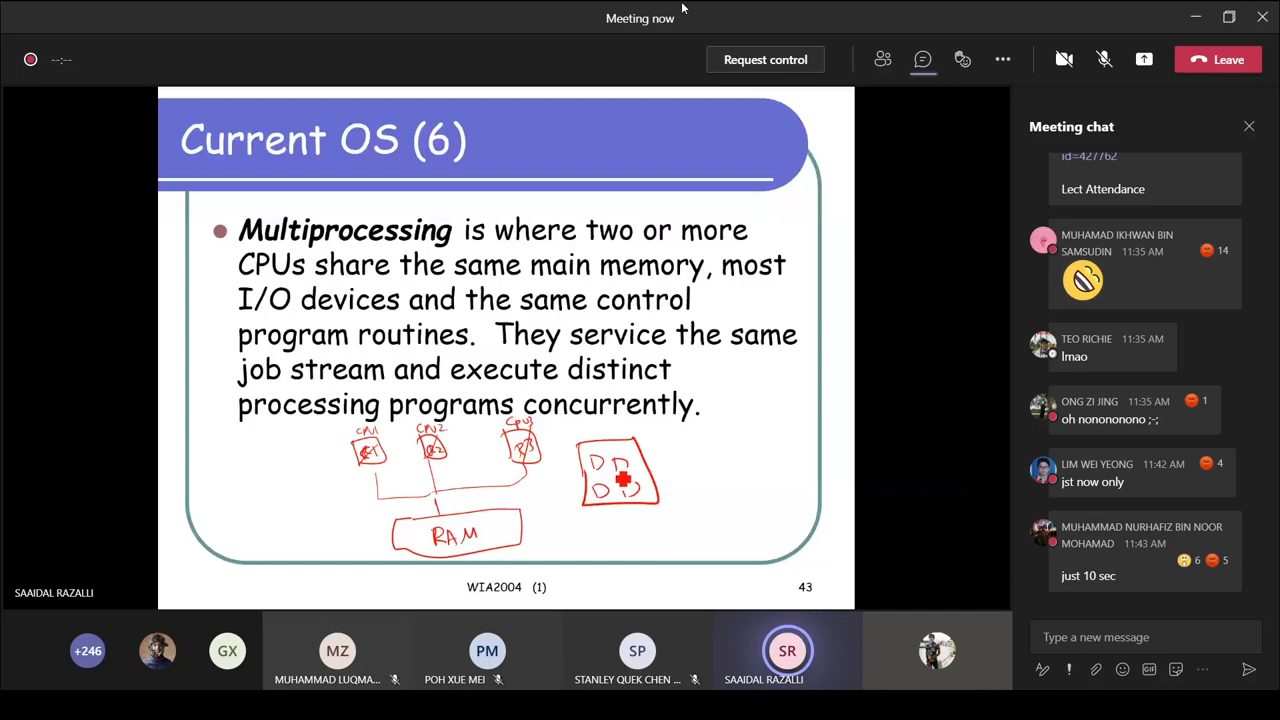 Meeting now
--:--
Request control
Leave
Current OS (6)
Multiprocessing is where two or more
CPUs share the same main memory, most
I/O devices and the same control
program routines. They service the same
job stream and execute distinct
processing programs concurrently.
CPU1 CPU2 CPU3
R2 R3
RAM
D D
D D
WIA2004 (1)
43
SAAIDAL RAZALLI
Meeting chat
id=427762
Lect Attendance
MUHAMAD IKHWAN BIN
SAMSUDIN 11:35 AM
14
TEO RICHIE 11:35 AM
lmao
ONG ZI JING 11:35 AM 1
oh nonononono ;-;
LIM WEI YEONG 11:42 AM 4
jst now only
MUHAMMAD NURHAFIZ BIN NOOR
MOHAMAD 11:43 AM
6 5
just 10 sec
Type a new message
GIF
+246
GX
MZ
MUHAMMAD LUQMA...
PM
POH XUE MEI
SP
STANLEY QUEK CHEN ...
SR
SAAIDAL RAZALLI